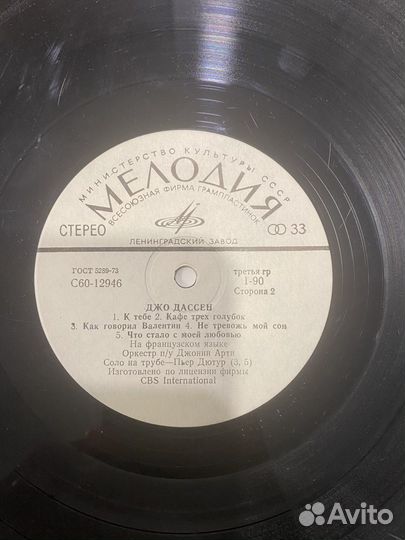 МИНИСТЕРСТВО КУЛЬТУРЫ СССР
МЕЛОДИЯ
ВСЕСОЮЗНАЯ ФИРМА ГРАМПЛАСТИНОК
СТЕРЕО
33
ЛЕНИНГРАДСКИЙ ЗАВОД
ГОСТ 5289-73
С60-12946
третья гр
1-90
Сторона 2
ДЖО ДАССЕН
1. К тебе 2. Кафе трех голубок
3. Как говорил Валентин 4. Не тревожь мой сон
5. Что стало с моей любовью
На французском языке
Оркестр п/у Джонни Арти
Соло на трубе—Пьер Дютур (3, 5)
Изготовлено по лицензии фирмы
CBS International
Avito